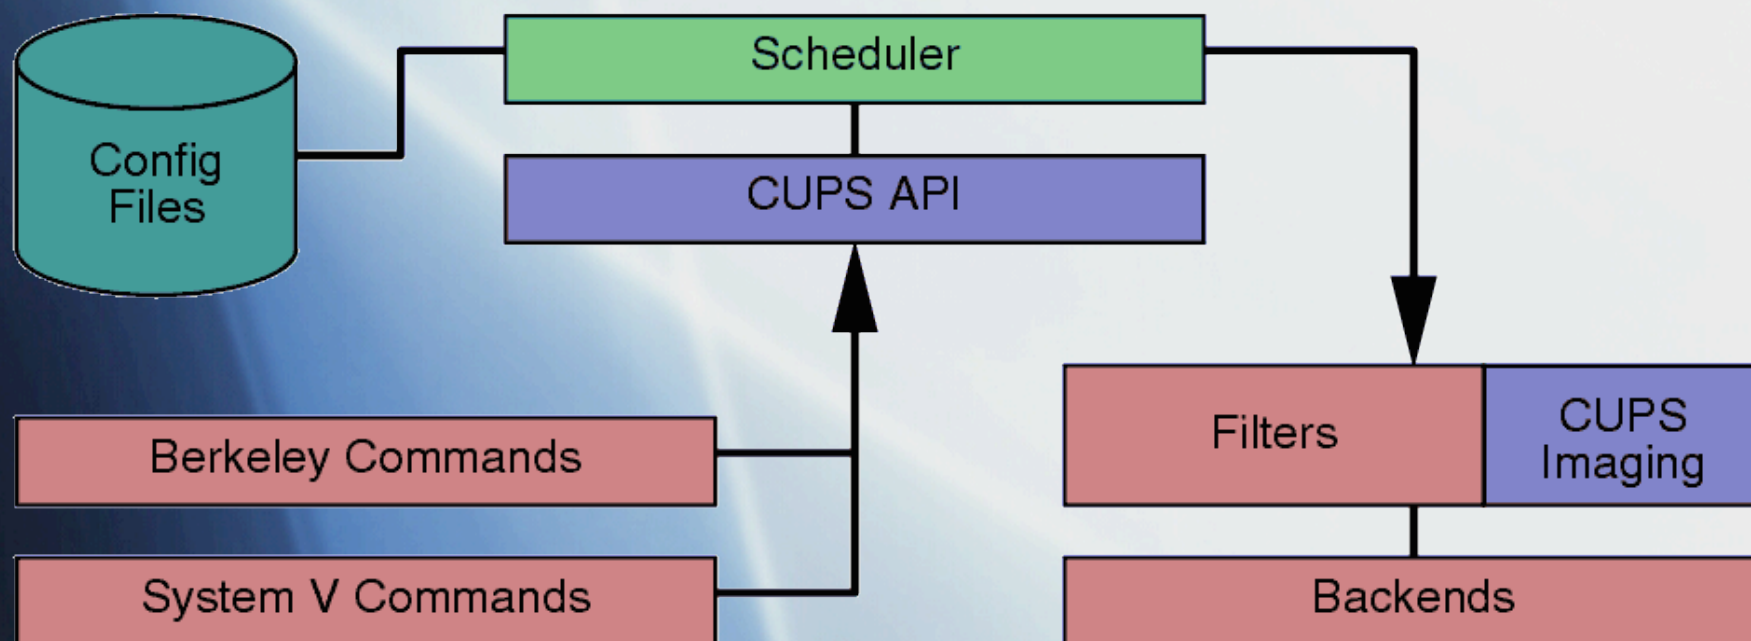 Scheduler
Config
Files
CUPS API
Filters
CUPS
Imaging
Berkeley Commands
System V Commands
Backends